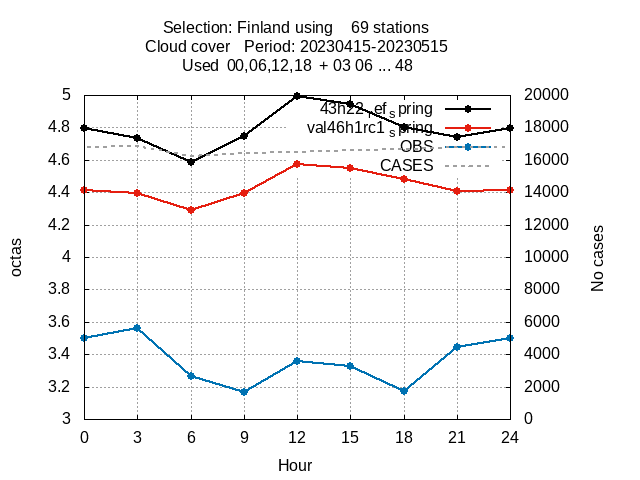 Selection: Finland using 69 stations
Cloud cover Period: 20230415-20230515
Used 00,06,12,18 + 03 06 ... 48
5
4.8
4.6
4.4
4.2
4
3.8
3.6
3.4
3.2
3
octas
20000
18000
16000
14000
12000
10000
8000
6000
4000
2000
0
No cases
val46h1rc1 spring
OBS
CASES
0 3 6 9 12 15 18 21 24
Hour